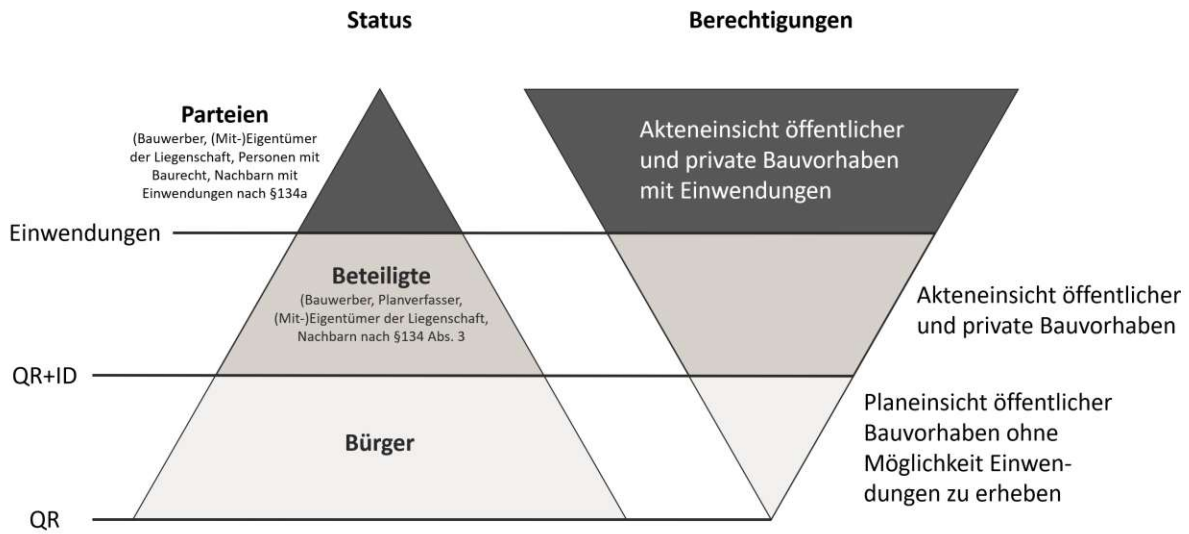 Status
Berechtigungen
Parteien
(Bauwerber, (Mit-)Eigentümer
der Liegenschaft, Personen mit
Baurecht, Nachbarn mit
Einwendungen nach §134a
Akteneinsicht öffentlicher
und private Bauvorhaben
mit Einwendungen
Einwendungen
Beteiligte
(Bauwerber, Planverfasser,
(Mit-)Eigentümer der Liegenschaft,
Nachbarn nach §134 Abs. 3
Akteneinsicht öffentlicher
und private Bauvorhaben
QR+ID
Bürger
Planeinsicht öffentlicher
Bauvorhaben ohne
Möglichkeit Einwen-
dungen zu erheben
QR